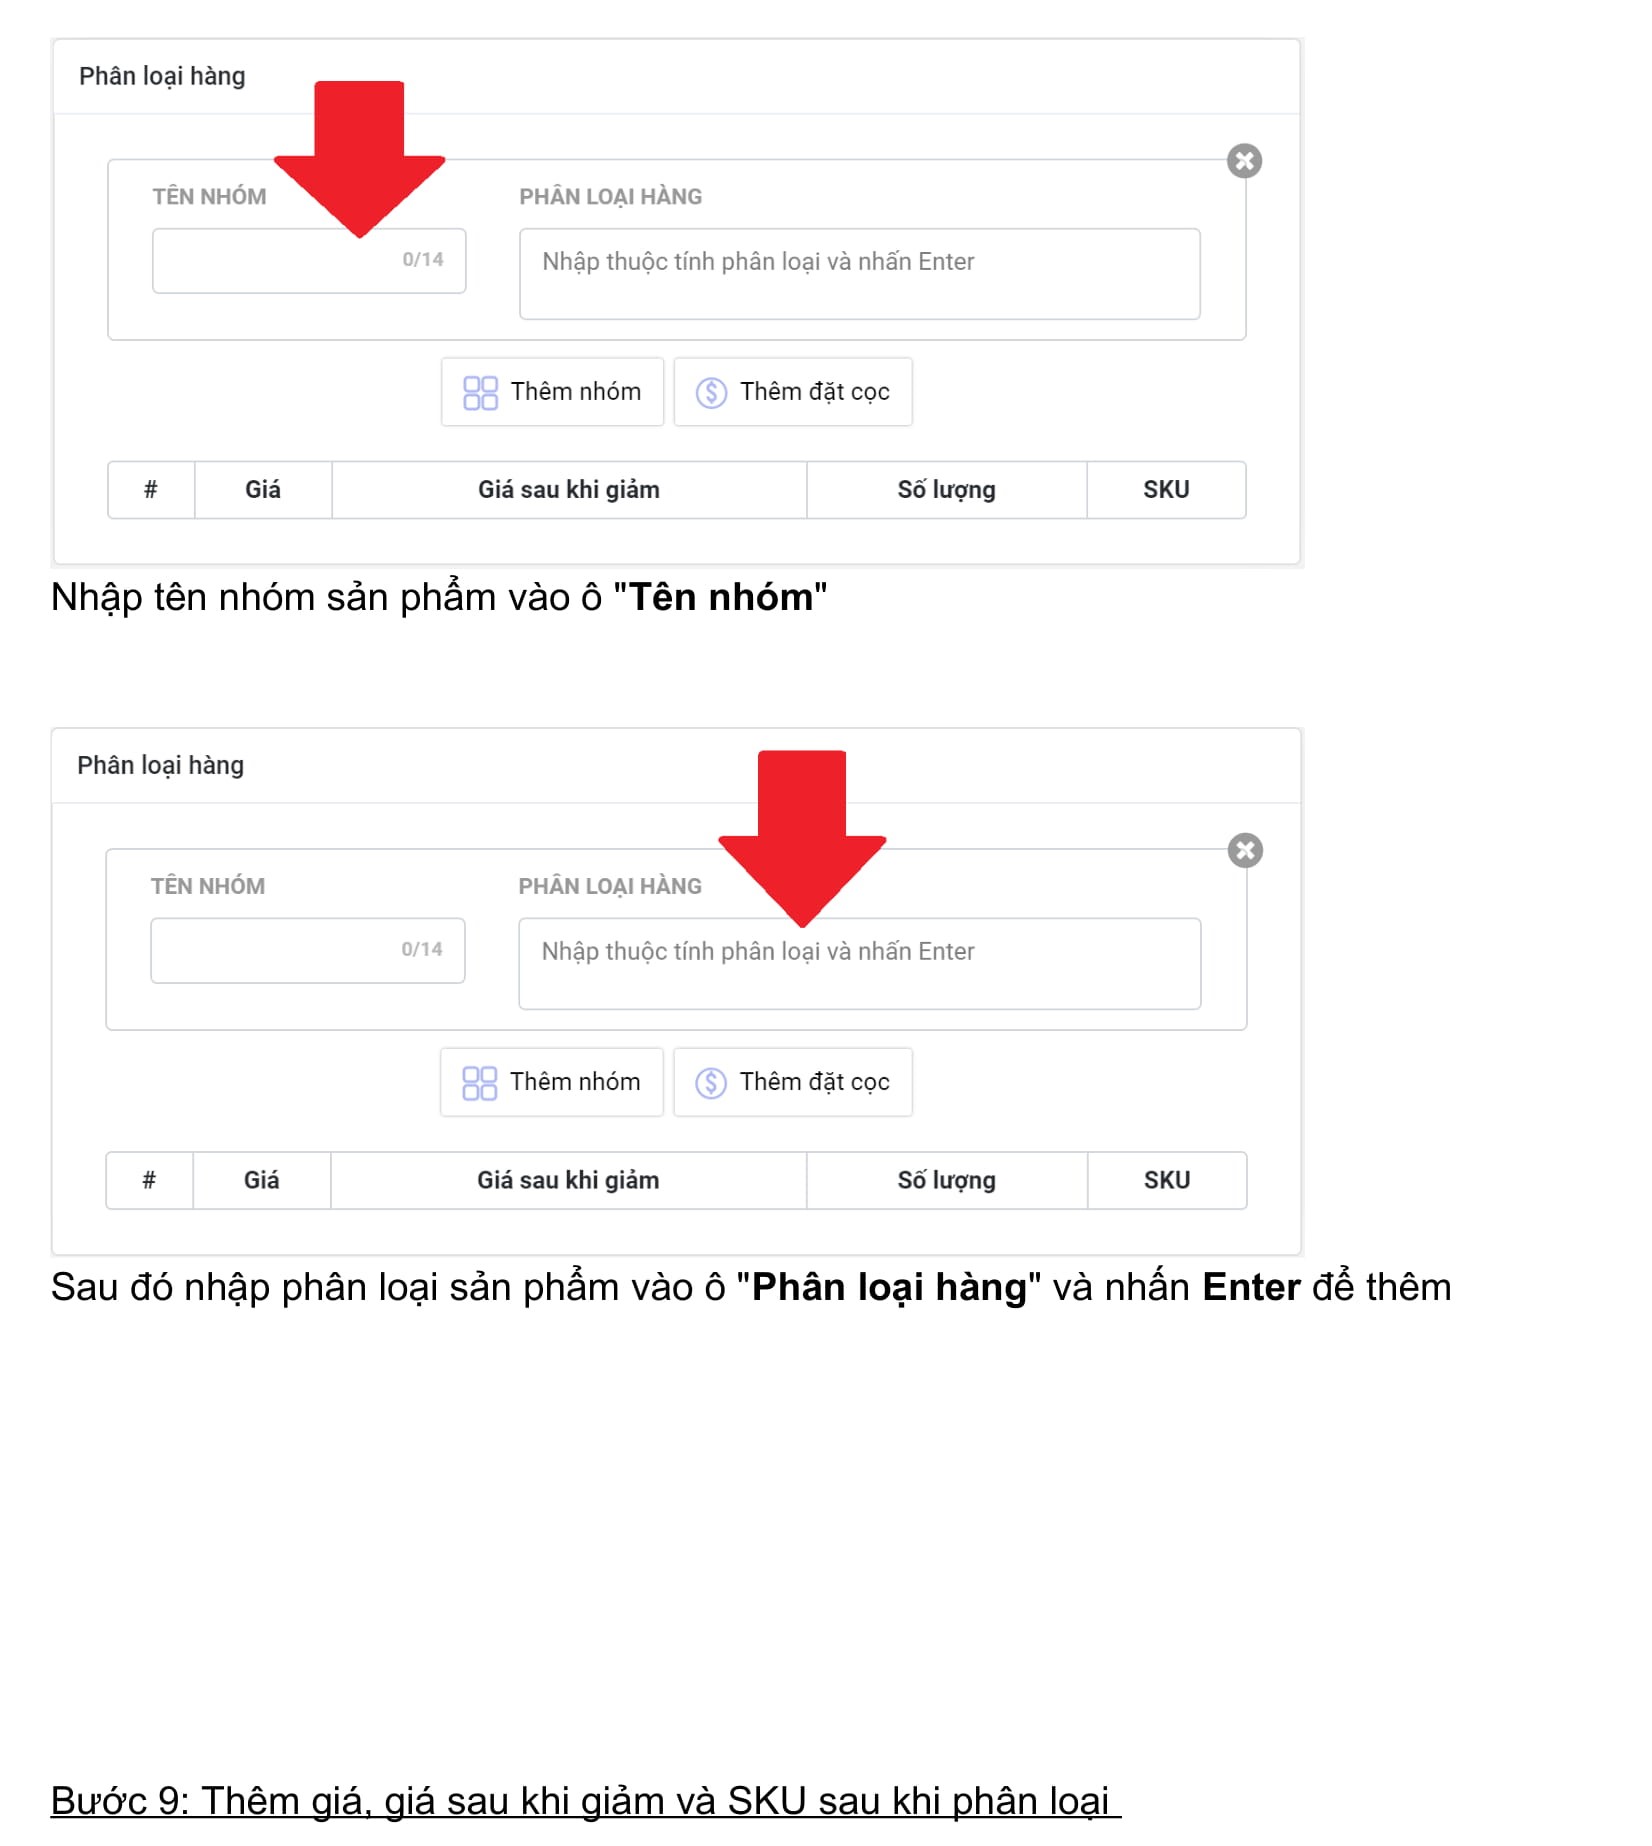 Phân loại hàng
TÊN NHÓM PHÂN LOẠI HÀNG
0/14 Nhập thuộc tính phân loại và nhấn Enter
Thêm nhóm Thêm đặt cọc
# Giá Giá sau khi giảm Số lượng SKU
Nhập tên nhóm sản phẩm vào ô "Tên nhóm"
Phân loại hàng
TÊN NHÓM PHÂN LOẠI HÀNG
0/14 Nhập thuộc tính phân loại và nhấn Enter
Thêm nhóm Thêm đặt cọc
# Giá Giá sau khi giảm Số lượng SKU
Sau đó nhập phân loại sản phẩm vào ô "Phân loại hàng" và nhấn Enter để thêm
Bước 9: Thêm giá, giá sau khi giảm và SKU sau khi phân loại